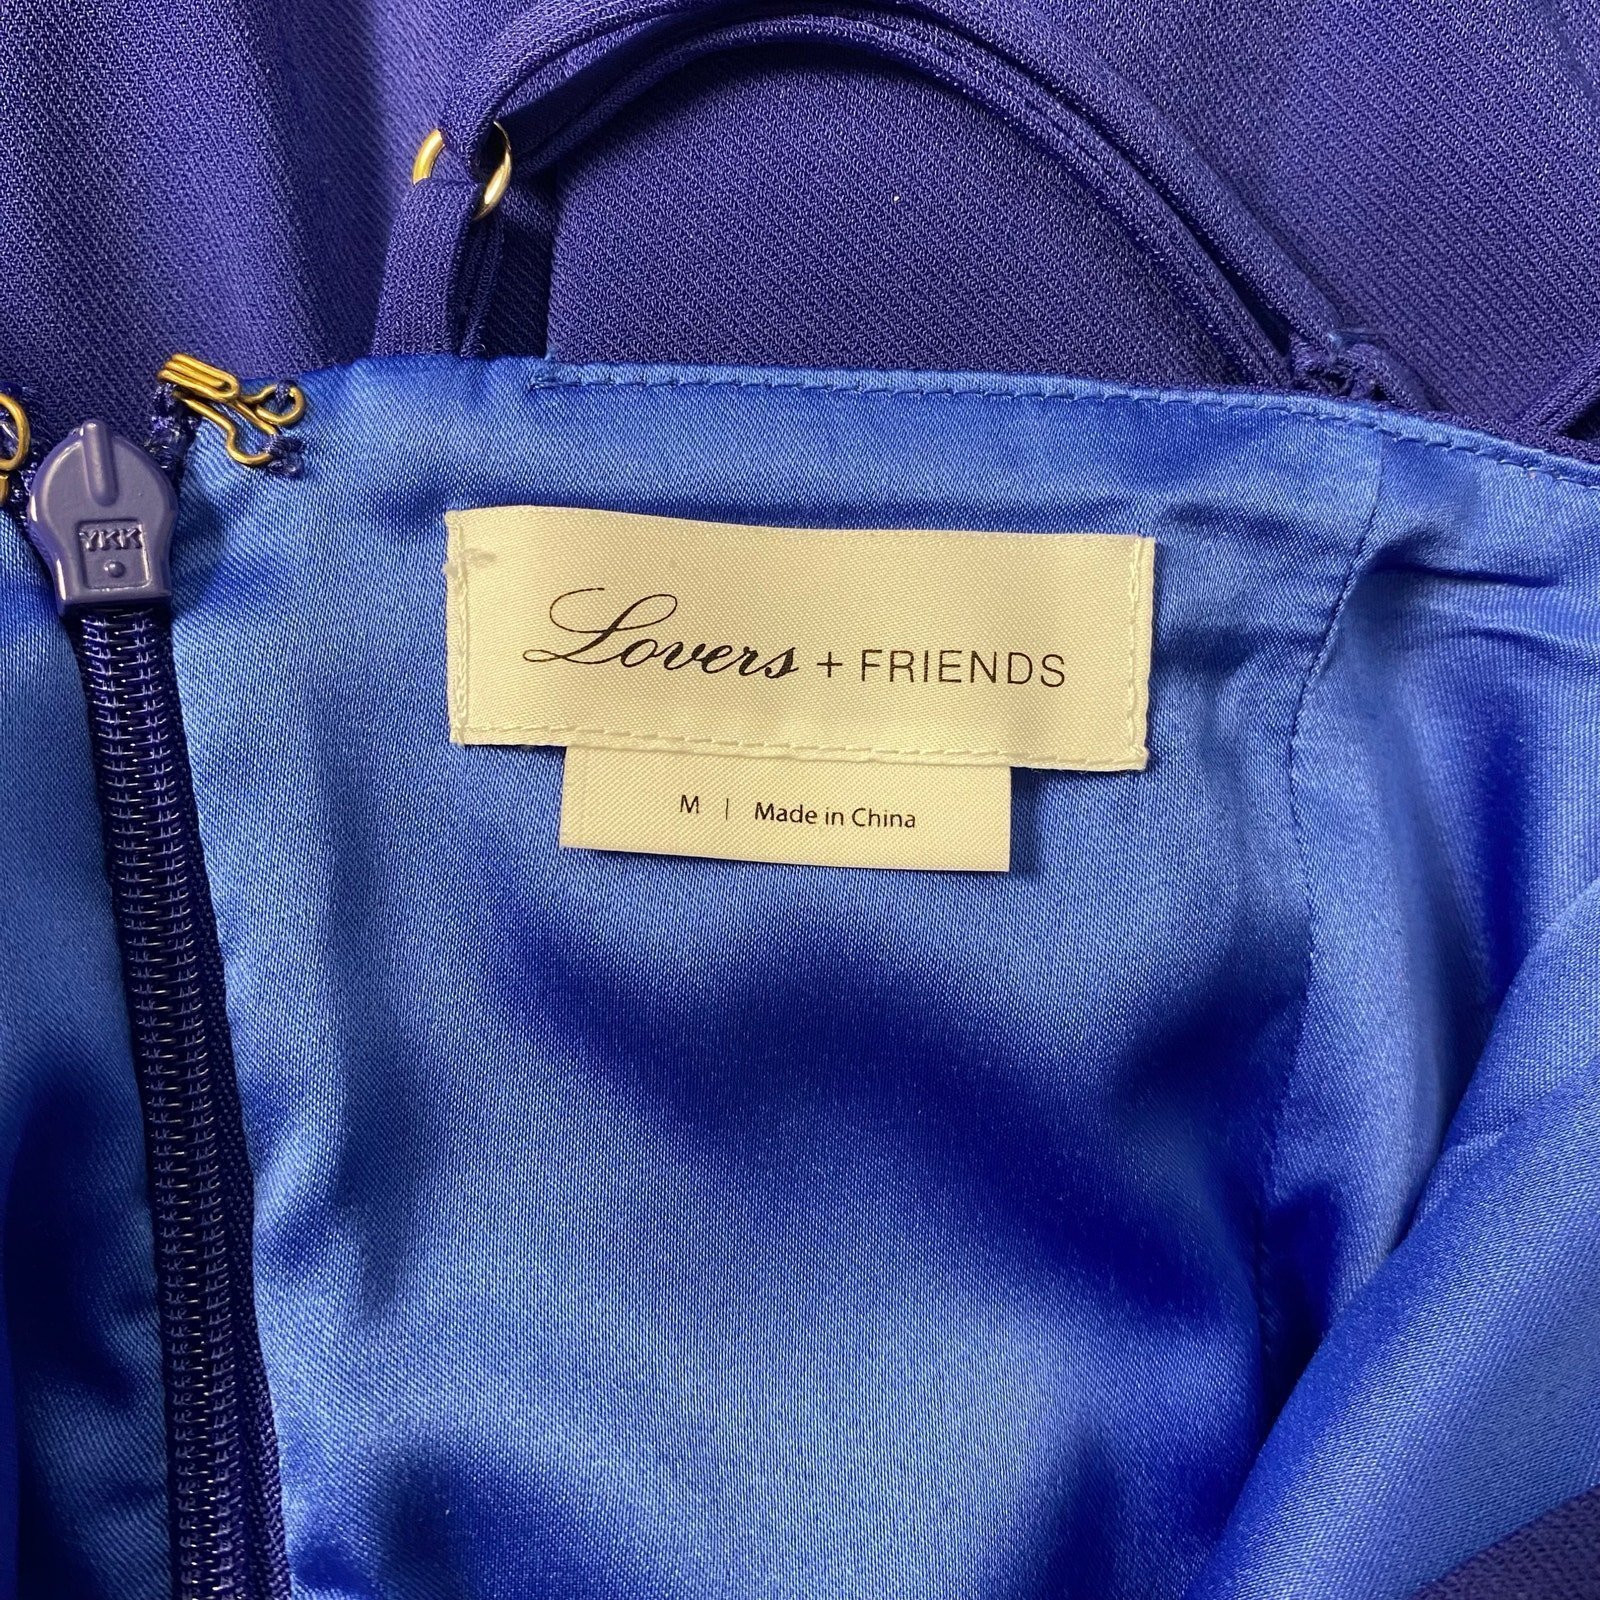 YKK
Lovers + FRIENDS
M | Made in China